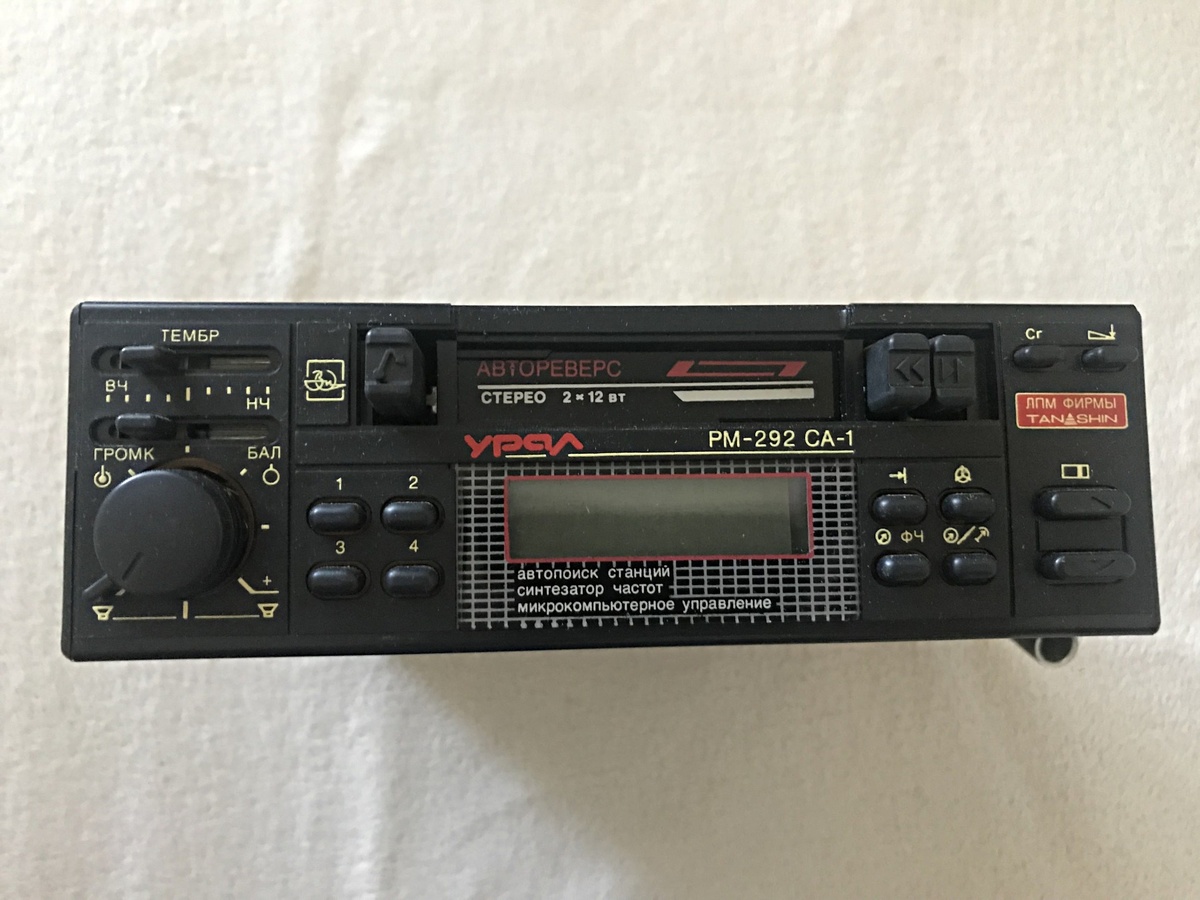 ТЕМБР
ВЧ
НЧ
ГРОМК
БАЛ
+
1
2
3
4
АВТОРЕВЕРС
СТЕРЕО 2×12 ВТ
УРАЛ
РМ-292 СА-1
автопоиск станций
синтезатор частот
микрокомпьютерное управление
Cr
ЛПМ ФИРМЫ
TANASHIN
ФЧ